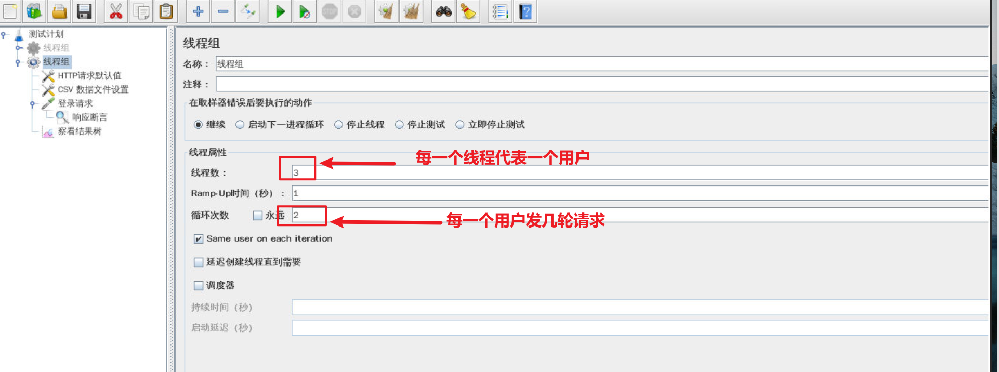 STOP
?
测试计划
线程组
线程组
HTTP请求默认值
CSV 数据文件设置
登录请求
响应断言
察看结果树
线程组
名称： 线程组
注释：
在取样器错误后要执行的动作
继续 启动下一进程循环 停止线程 停止测试 立即停止测试
线程属性
每一个线程代表一个用户
线程数： 3
Ramp-Up时间（秒）： 1
循环次数 永远 2
每一个用户发几轮请求
Same user on each iteration
延迟创建线程直到需要
调度器
持续时间（秒）
启动延迟（秒）